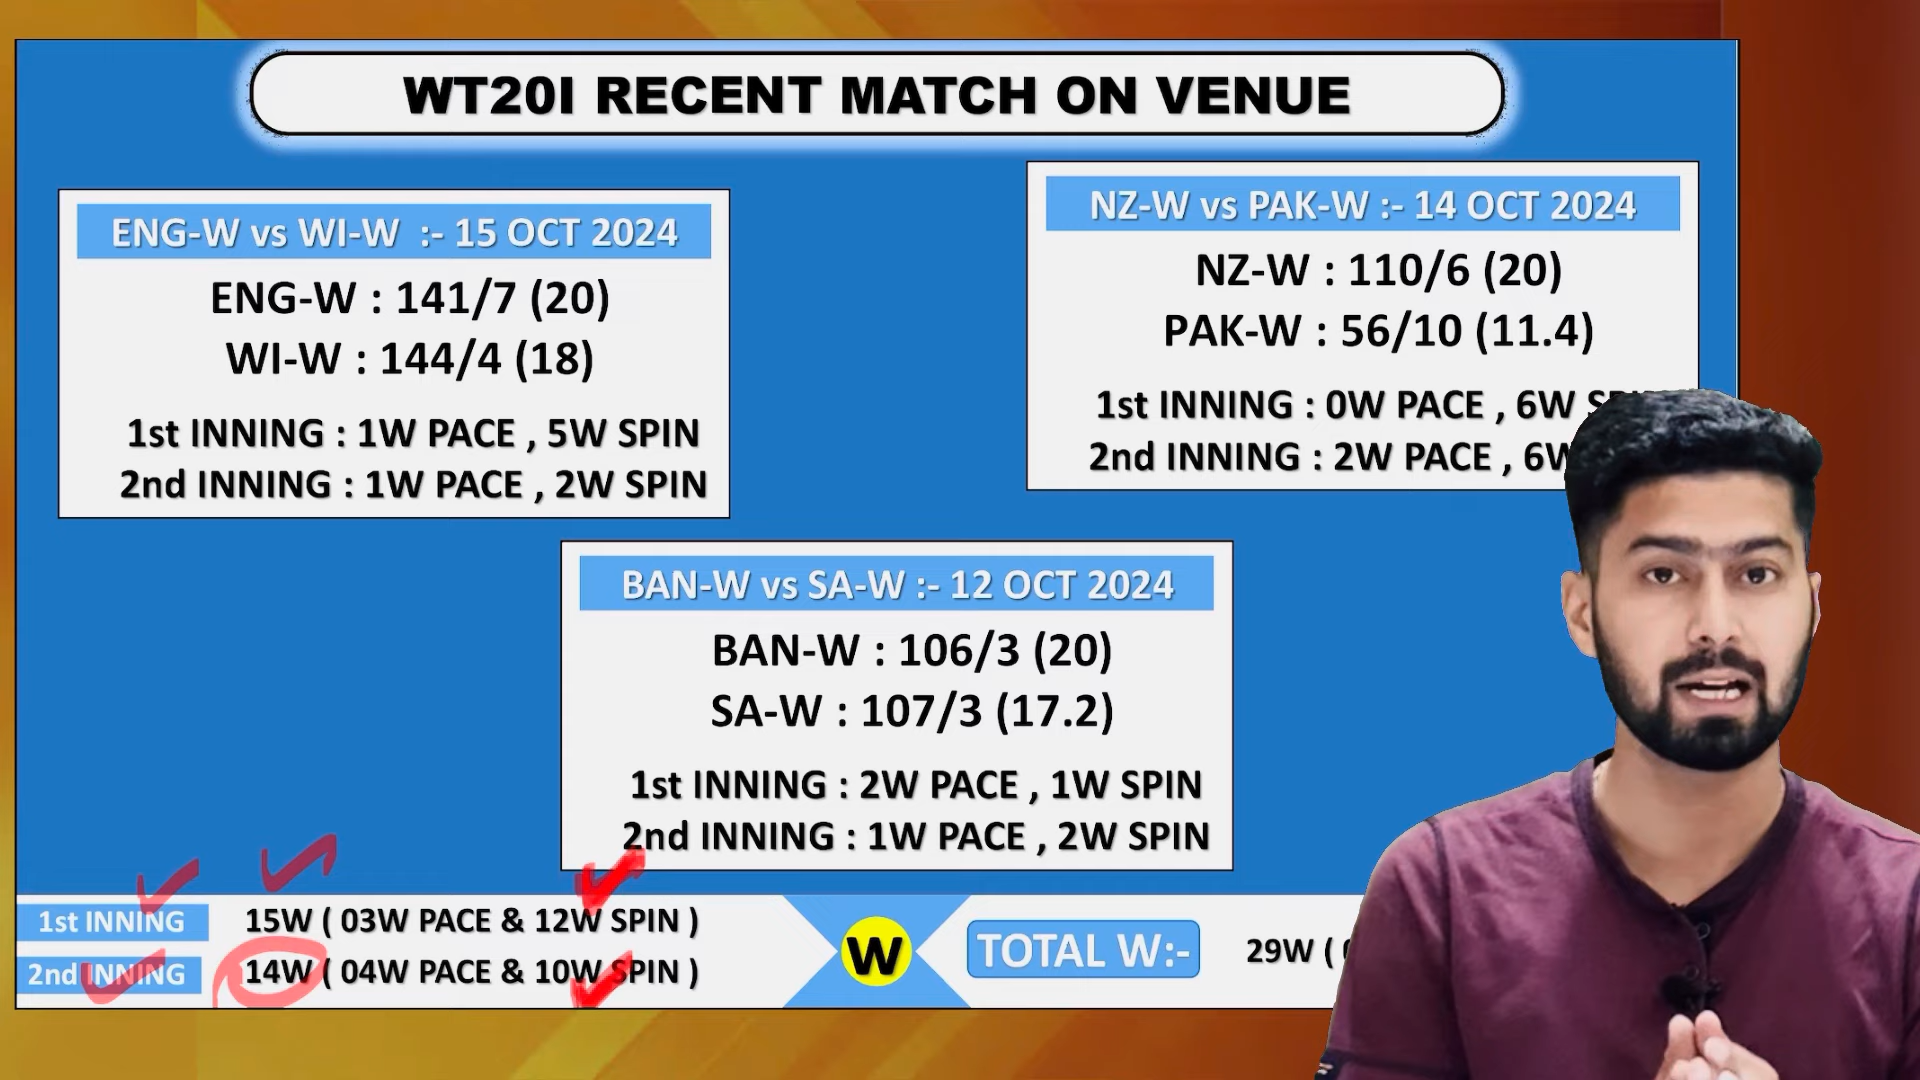 WT20I RECENT MATCH ON VENUE
ENG-W vs WI-W :- 15 OCT 2024
ENG-W : 141/7 (20)
WI-W : 144/4 (18)
1st INNING : 1W PACE , 5W SPIN
2nd INNING : 1W PACE , 2W SPIN
NZ-W vs PAK-W :- 14 OCT 2024
NZ-W : 110/6 (20)
PAK-W : 56/10 (11.4)
1st INNING : 0W PACE , 6W
2nd INNING : 2W PACE , 6W
BAN-W vs SA-W :- 12 OCT 2024
BAN-W : 106/3 (20)
SA-W : 107/3 (17.2)
1st INNING : 2W PACE , 1W SPIN
2nd INNING : 1W PACE , 2W SPIN
1st INNING 15W ( 03W PACE & 12W SPIN )
2nd INNING 14W ( 04W PACE & 10W SPIN )
W
TOTAL W:- 29W (